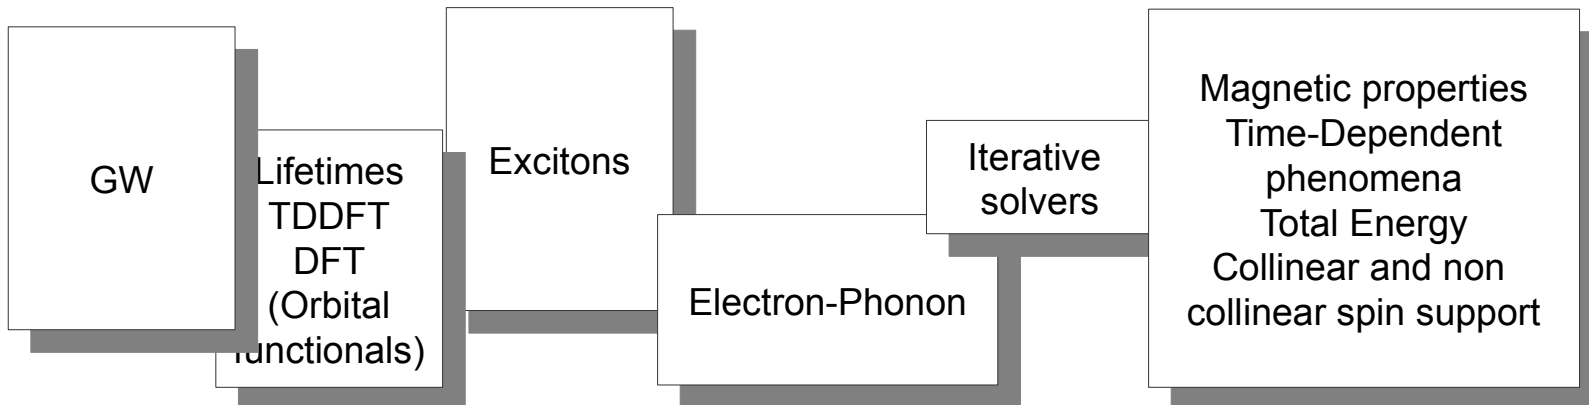 GW
Lifetimes
TDDFT
DFT
(Orbital
functionals)
Excitons
Electron-Phonon
Iterative
solvers
Magnetic properties
Time-Dependent
phenomena
Total Energy
Collinear and non
collinear spin support